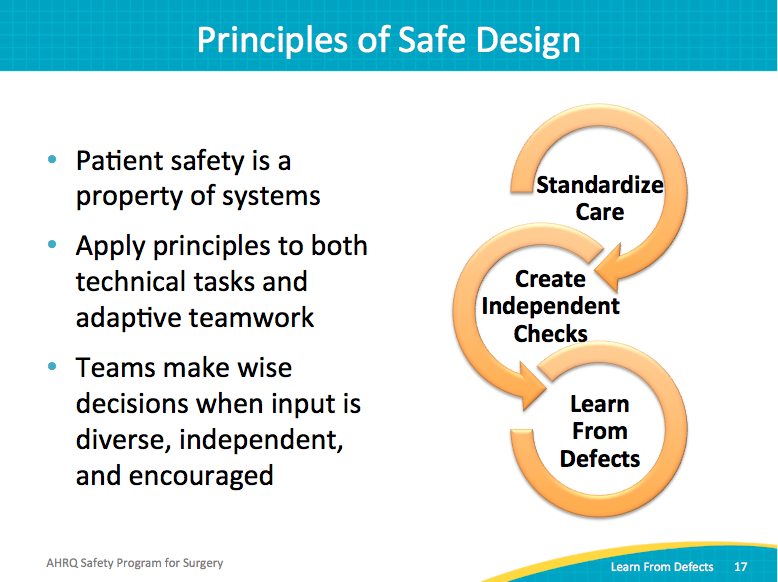 Principles of Safe Design
• Patient safety is a
property of systems
• Apply principles to both
technical tasks and
adaptive teamwork
• Teams make wise
decisions when input is
diverse, independent,
and encouraged
Standardize
Care
Create
Independent
Checks
Learn
From
Defects
AHRQ Safety Program for Surgery
Learn From Defects 17